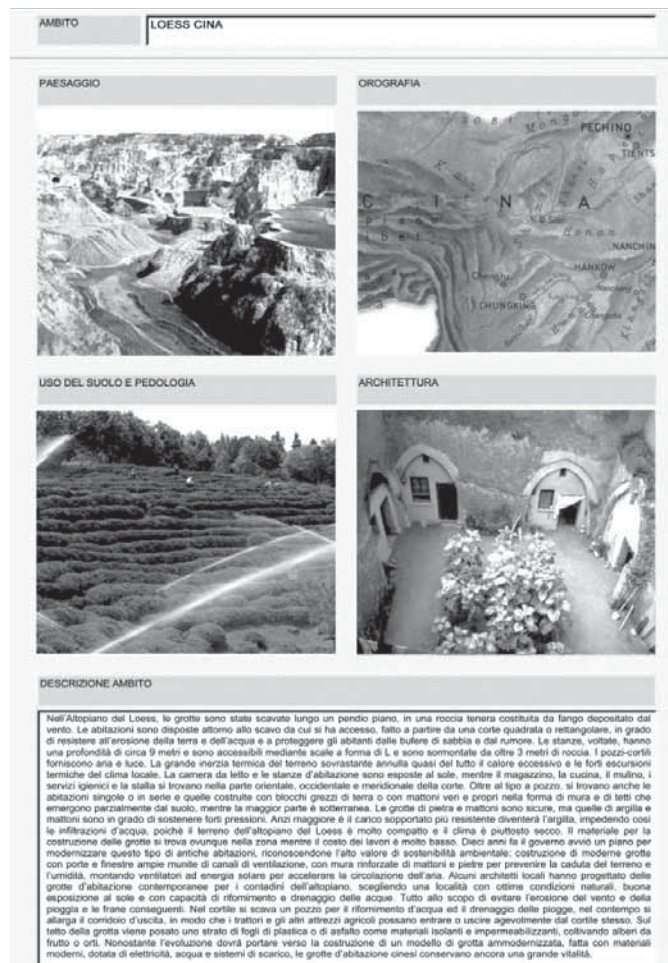 AMBITO
LOESS CINA
PAESAGGIO
OROGRAFIA
PECHINO
TIENTS
C I N A
NANCHIN
HANKOW
CHUNGKING
USO DEL SUOLO E PEDOLOGIA
ARCHITETTURA
DESCRIZIONE AMBITO
Nell'Altopiano del Loess, le grotte sono state scavate lungo un pendio piano, in una roccia tenera costituita da fango depositato dal
vento. Le abitazioni sono disposte attorno allo scavo da cui si ha accesso, fatto a partire da una corte quadrata o rettangolare, in grado
di resistere all'erosione della terra e dell'acqua e a proteggere gli abitanti dalle bufere di sabbia e dal rumore. Le stanze, voltate, hanno
una profondità di circa 9 metri e sono accessibili mediante scale a forma di L e sono sormontate da oltre 3 metri di roccia. I pozzi-cortili
forniscono aria e luce. La grande inerzia termica del terreno sovrastante annulla quasi del tutto il calore eccessivo e le forti escursioni
termiche del clima locale. La camera da letto e le stanze d'abitazione sono esposte al sole, mentre il magazzino, la cucina, il mulino, i
servizi igienici e la stalla si trovano nella parte orientale, occidentale e meridionale della corte. Oltre al tipo a pozzo, si trovano anche le
abitazioni singole o in serie e quelle costruite con blocchi grezzi di terra o con mattoni veri e propri nella forma di mura e di tetti che
emergono parzialmente dal suolo, mentre la maggior parte è sotterranea. Le grotte di pietra e mattoni sono sicure, ma quelle di argilla e
mattoni sono in grado di sostenere forti pressioni. Anzi maggiore è il carico sopportato più resistente diventerà l'argilla, impedendo così
le infiltrazioni d'acqua, poichè il terreno dell'altopiano del Loess è molto compatto e il clima è piuttosto secco. Il materiale per la
costruzione delle grotte si trova ovunque nella zona mentre il costo dei lavori è molto basso. Dieci anni fa il governo avviò un piano per
modernizzare questo tipo di antiche abitazioni, riconoscendone l'alto valore di sostenibilità ambientale: costruzione di moderne grotte
con porte e finestre ampie munite di canali di ventilazione, con mura rinforzate di mattoni e pietre per prevenire la caduta del terreno e
l'umidità, montando ventilatori ad energia solare per accelerare la circolazione dell'aria. Alcuni architetti locali hanno progettato delle
grotte d'abitazione contemporanee per i contadini dell'altopiano, scegliendo una località con ottime condizioni naturali, buona
esposizione al sole e con capacità di rifornimento e drenaggio delle acque. Tutto allo scopo di evitare l'erosione del vento e della
pioggia e le frane conseguenti. Nel cortile si scava un pozzo per il rifornimento d'acqua ed il drenaggio delle piogge, nel contempo si
allarga il corridoio d'uscita, in modo che i trattori e gli altri attrezzi agricoli possano entrare o uscire agevolmente dal cortile stesso. Sul
tetto della grotta viene posato uno strato di fogli di plastica o di asfalto come materiali isolanti e impermeabilizzanti, coltivando alberi da
frutto o orti. Nonostante l'evoluzione dovrà portare verso la costruzione di un modello di grotta ammodernizzata, fatta con materiali
moderni, dotata di elettricità, acqua e sistemi di scarico, le grotte d'abitazione cinesi conservano ancora una grande vitalità.